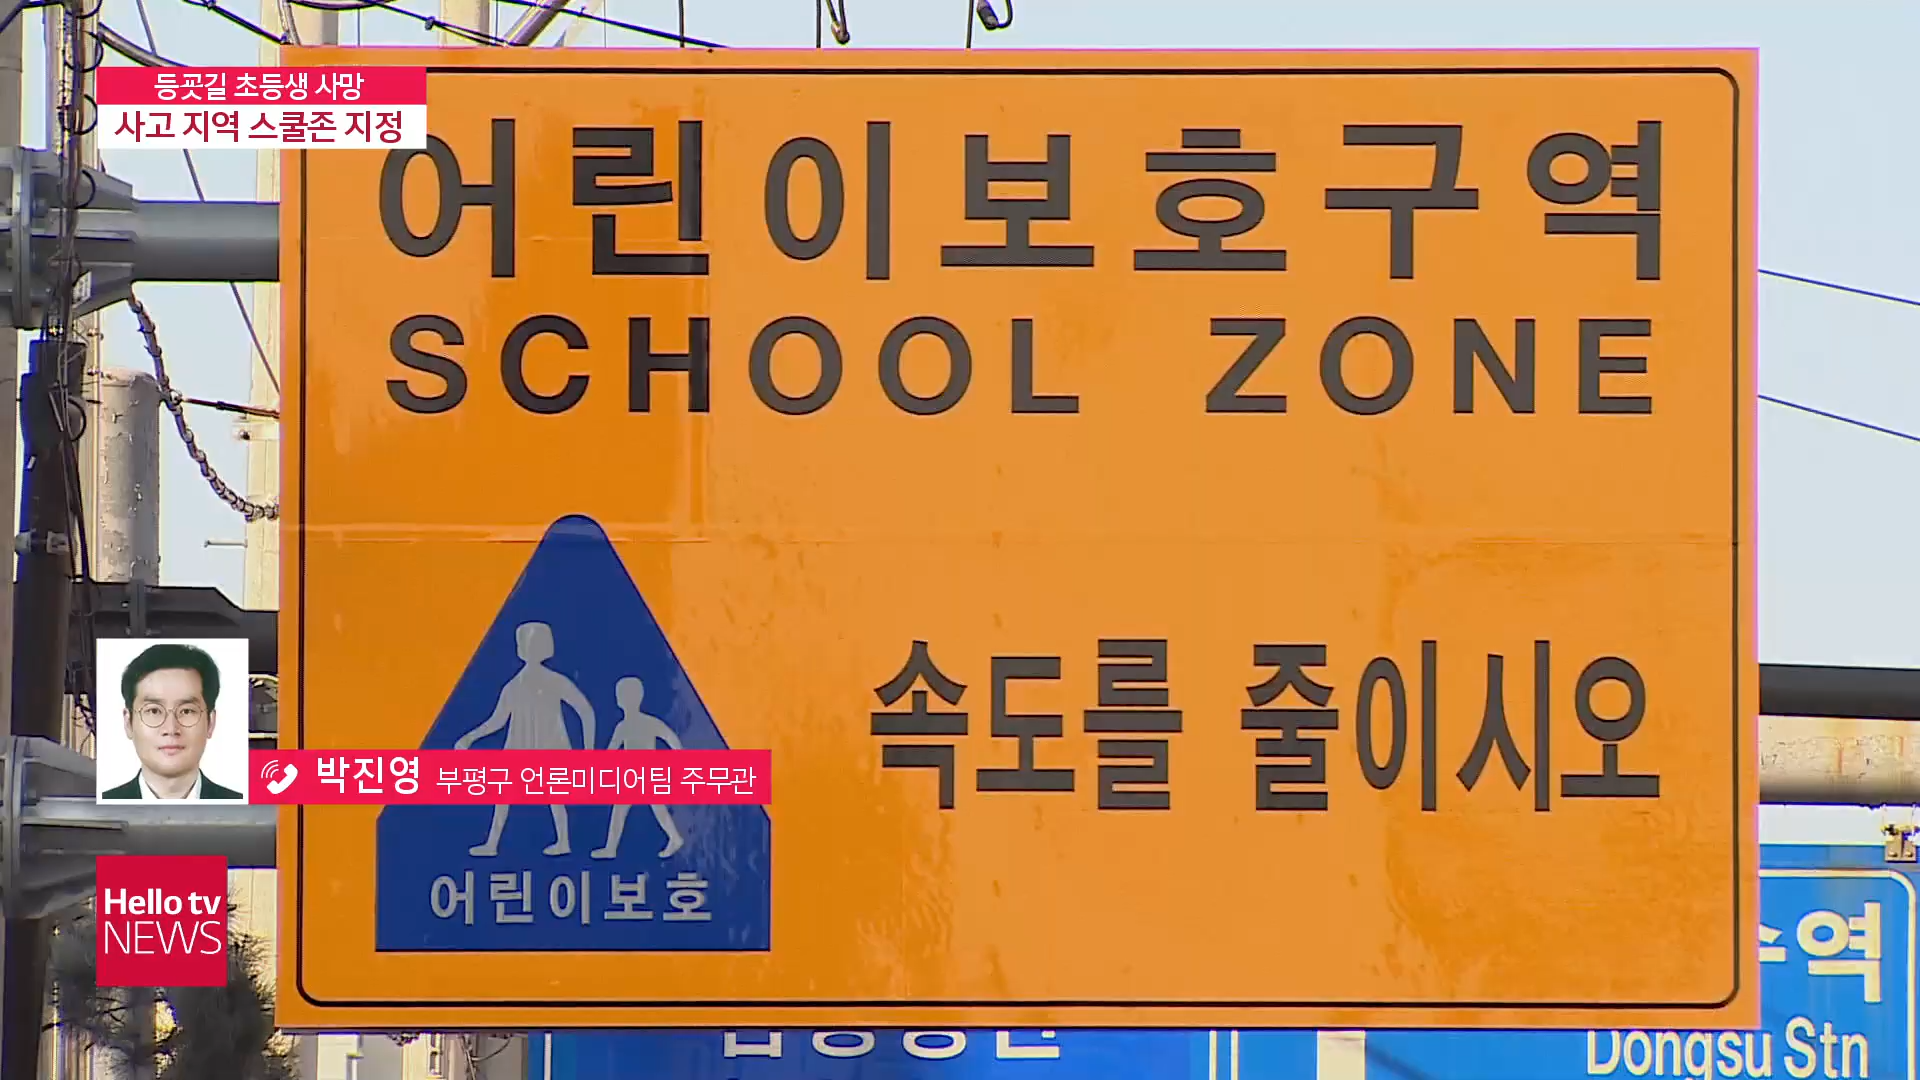 등굣길 초등생 사망
사고 지역 스쿨존 지정
어린이보호구역
SCHOOL ZONE
속도를 줄이시오
박진영 부평구 언론미디어팀 주무관
어린이보호
Hello tv
NEWS
역
Dongsu Stn